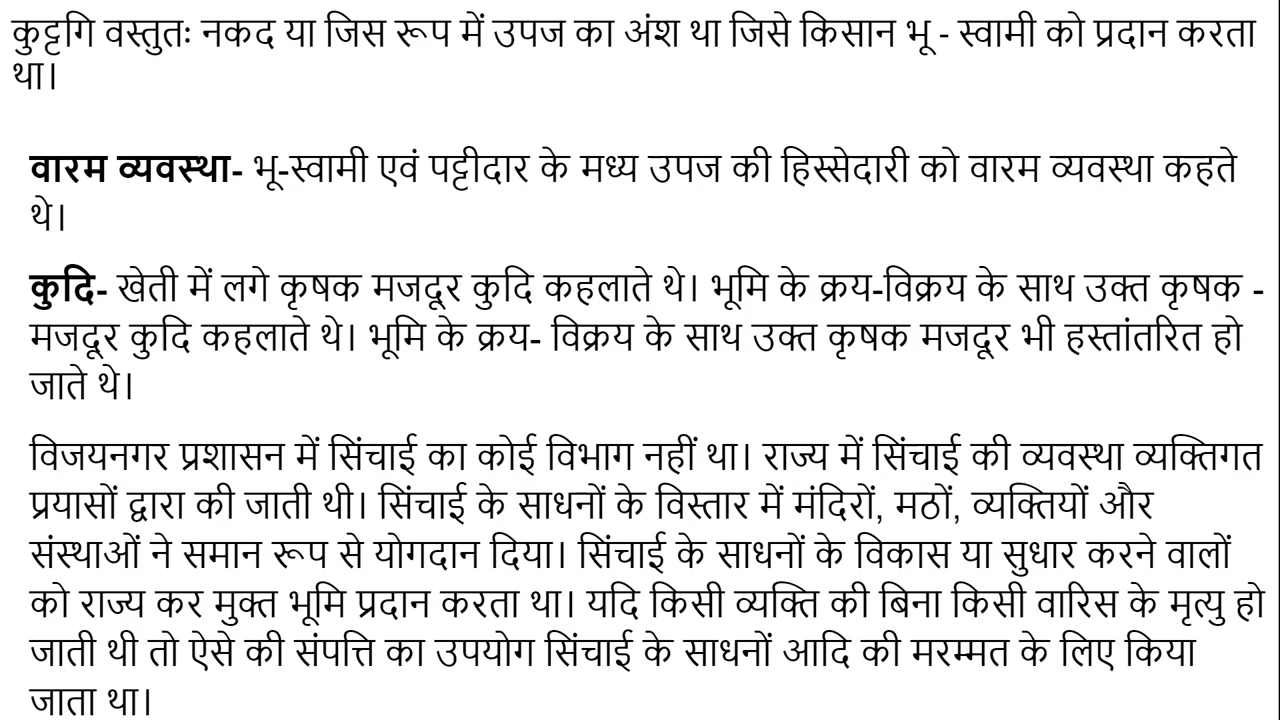 कुट्टगि वस्तुतः नकद या जिस रूप में उपज का अंश था जिसे किसान भू - स्वामी को प्रदान करता
था।
वारम व्यवस्था- भू-स्वामी एवं पट्टीदार के मध्य उपज की हिस्सेदारी को वारम व्यवस्था कहते
थे।
कुदि- खेती में लगे कृषक मजदूर कुदि कहलाते थे। भूमि के क्रय-विक्रय के साथ उक्त कृषक -
मजदूर कुदि कहलाते थे। भूमि के क्रय- विक्रय के साथ उक्त कृषक मजदूर भी हस्तांतरित हो
जाते थे।
विजयनगर प्रशासन में सिंचाई का कोई विभाग नहीं था। राज्य में सिंचाई की व्यवस्था व्यक्तिगत
प्रयासों द्वारा की जाती थी। सिंचाई के साधनों के विस्तार में मंदिरों, मठों, व्यक्तियों और
संस्थाओं ने समान रूप से योगदान दिया। सिंचाई के साधनों के विकास या सुधार करने वालों
को राज्य कर मुक्त भूमि प्रदान करता था। यदि किसी व्यक्ति की बिना किसी वारिस के मृत्यु हो
जाती थी तो ऐसे की संपत्ति का उपयोग सिंचाई के साधनों आदि की मरम्मत के लिए किया
जाता था।